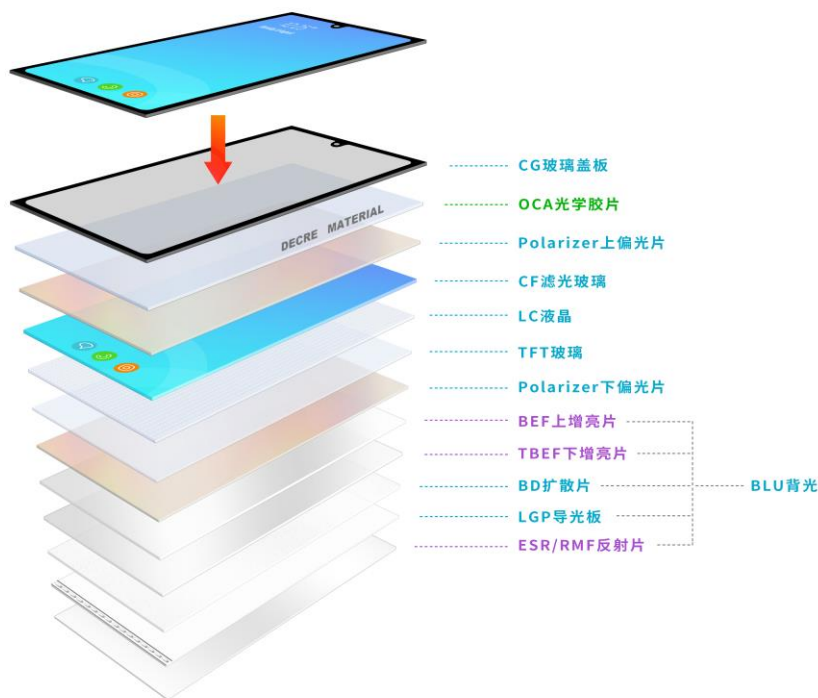 CG玻璃盖板
OCA光学胶片
DECRE MATERIAL
Polarizer上偏光片
CF滤光玻璃
LC液晶
TFT玻璃
Polarizer下偏光片
BEF上增亮片
TBEF下增亮片
BD扩散片
BLU背光
LGP导光板
ESR/RMF反射片